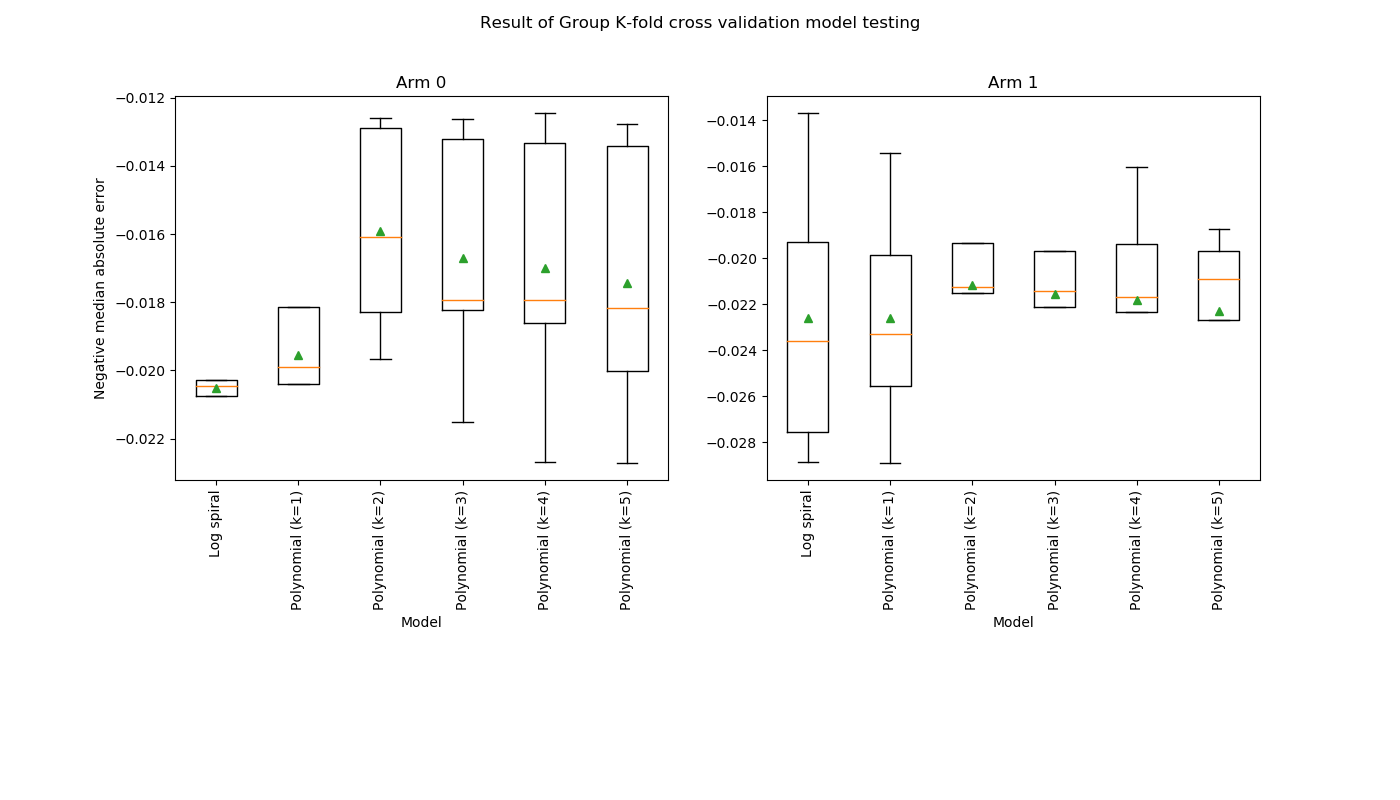 Result of Group K-fold cross validation model testing
Arm 0
Negative median absolute error
−0.012
−0.014
−0.016
−0.018
−0.020
−0.022
Log spiral
Polynomial (k=1)
Polynomial (k=2)
Polynomial (k=3)
Polynomial (k=4)
Polynomial (k=5)
Model
Arm 1
−0.014
−0.016
−0.018
−0.020
−0.022
−0.024
−0.026
−0.028
Log spiral
Polynomial (k=1)
Polynomial (k=2)
Polynomial (k=3)
Polynomial (k=4)
Polynomial (k=5)
Model